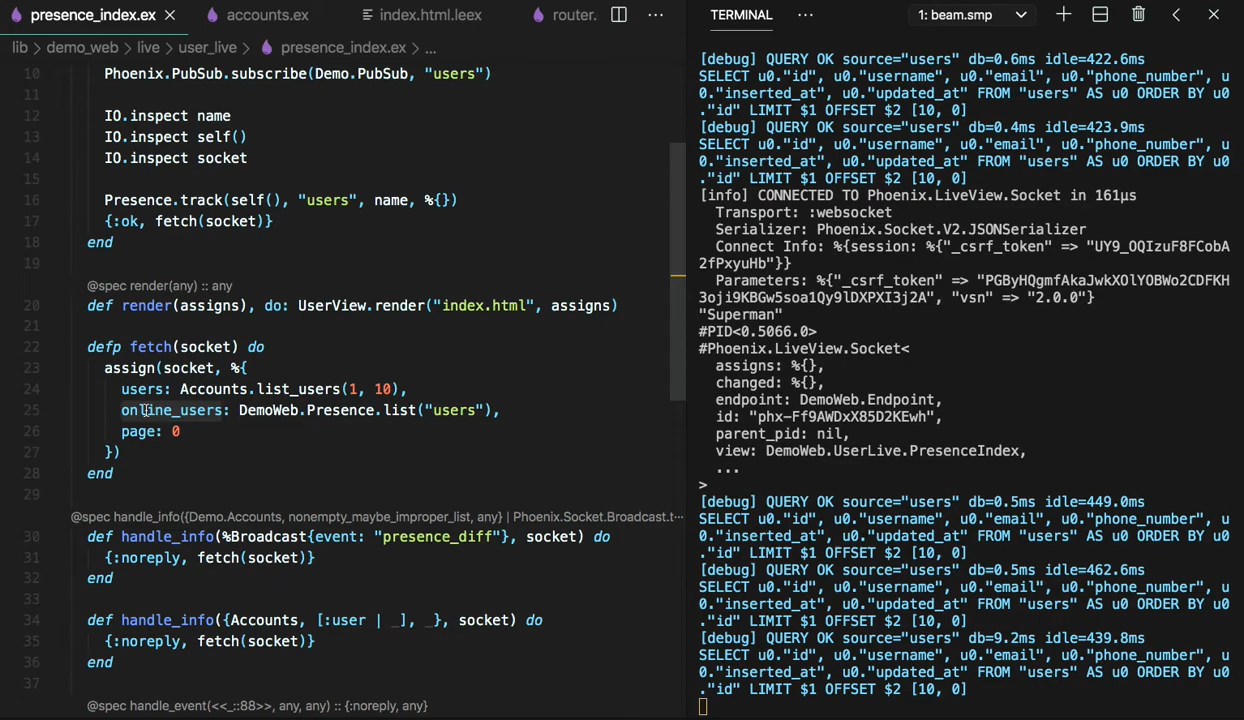 presence_index.ex
accounts.ex
index.html.leex
router.
lib > demo_web > live > user_live > presence_index.ex > ...
10 Phoenix.PubSub.subscribe(Demo.PubSub, "users")
11
12 IO.inspect name
13 IO.inspect self()
14 IO.inspect socket
15
16 Presence.track(self(), "users", name, %{})
17 {:ok, fetch(socket)}
18 end
19
@spec render(any) :: any
20 def render(assigns), do: UserView.render("index.html", assigns)
21
22 defp fetch(socket) do
23 assign(socket, %{
24 users: Accounts.list_users(1, 10),
25 online_users: DemoWeb.Presence.list("users"),
26 page: 0
27 })
28 end
29
@spec handle_info({Demo.Accounts, nonempty_maybe_improper_list, any} | Phoenix.Socket.Broadcast.t…
30 def handle_info(%Broadcast{event: "presence_diff"}, socket) do
31 {:noreply, fetch(socket)}
32 end
33
34 def handle_info({Accounts, [:user | _], _}, socket) do
35 {:noreply, fetch(socket)}
36 end
37
@spec handle_event(<<_::88>>, any, any) :: {:noreply, any}
TERMINAL
1: beam.smp
[debug] QUERY OK source="users" db=0.6ms idle=422.6ms
SELECT u0."id", u0."username", u0."email", u0."phone_number", u
0."inserted_at", u0."updated_at" FROM "users" AS u0 ORDER BY u0
."id" LIMIT $1 OFFSET $2 [10, 0]
[debug] QUERY OK source="users" db=0.4ms idle=423.9ms
SELECT u0."id", u0."username", u0."email", u0."phone_number", u
0."inserted_at", u0."updated_at" FROM "users" AS u0 ORDER BY u0
."id" LIMIT $1 OFFSET $2 [10, 0]
[info] CONNECTED TO Phoenix.LiveView.Socket in 161µs
Transport: :websocket
Serializer: Phoenix.Socket.V2.JSONSerializer
Connect Info: %{session: %{"_csrf_token" => "UY9_OQIzuF8FCobA
2fPxyuHb"}}
Parameters: %{"_csrf_token" => "PGByHQgmfAkaJwkXOlYOBWo2CDFKH
3oji9KBGw5soa1Qy9lDXPXI3j2A", "vsn" => "2.0.0"}
"Superman"
#PID<0.5066.0>
#Phoenix.LiveView.Socket<
assigns: %{},
changed: %{},
endpoint: DemoWeb.Endpoint,
id: "phx-Ff9AWDxX85D2KEwh",
parent_pid: nil,
view: DemoWeb.UserLive.PresenceIndex,
...
>
[debug] QUERY OK source="users" db=0.5ms idle=449.0ms
SELECT u0."id", u0."username", u0."email", u0."phone_number", u
0."inserted_at", u0."updated_at" FROM "users" AS u0 ORDER BY u0
."id" LIMIT $1 OFFSET $2 [10, 0]
[debug] QUERY OK source="users" db=0.5ms idle=462.6ms
SELECT u0."id", u0."username", u0."email", u0."phone_number", u
0."inserted_at", u0."updated_at" FROM "users" AS u0 ORDER BY u0
."id" LIMIT $1 OFFSET $2 [10, 0]
[debug] QUERY OK source="users" db=9.2ms idle=439.8ms
SELECT u0."id", u0."username", u0."email", u0."phone_number", u
0."inserted_at", u0."updated_at" FROM "users" AS u0 ORDER BY u0
."id" LIMIT $1 OFFSET $2 [10, 0]